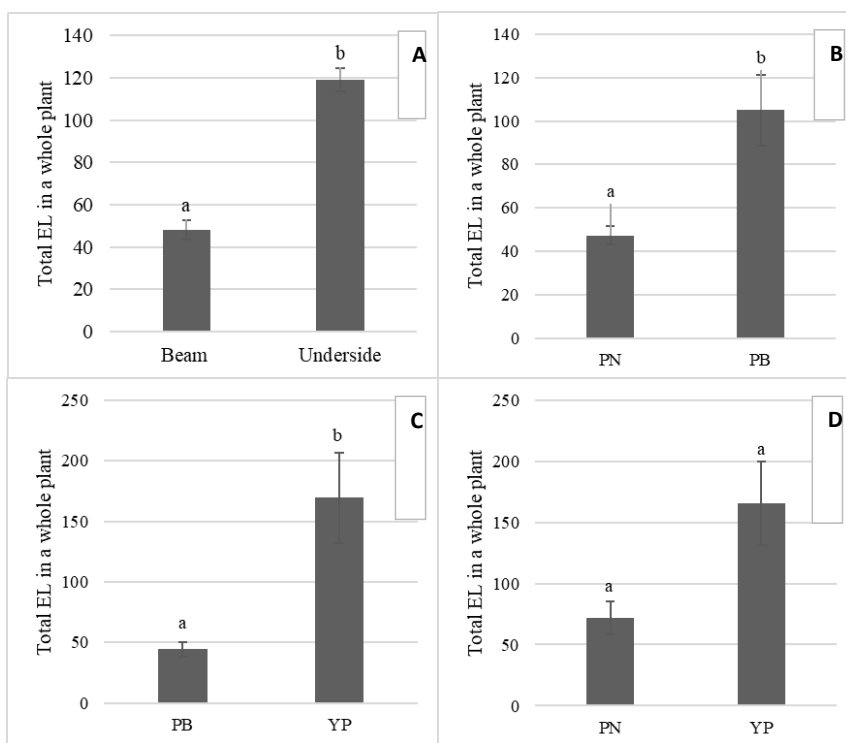 A
Total EL in a whole plant
140
120
100
80
60
40
20
0
a
b
Beam
Underside
B
Total EL in a whole plant
140
120
100
80
60
40
20
0
a
b
PN
PB
C
Total EL in a whole plant
250
200
150
100
50
0
a
b
PB
YP
D
Total EL in a whole plant
250
200
150
100
50
0
a
a
PN
YP